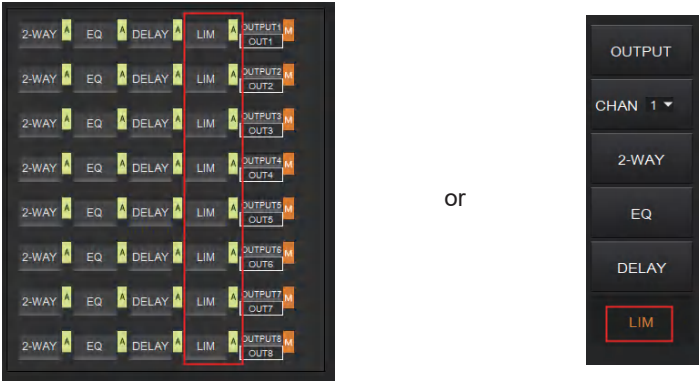 2-WAY A EQ A DELAY A LIM A OUTPUT1 M
OUT1
2-WAY A EQ A DELAY A LIM A OUTPUT2 M
OUT2
2-WAY A EQ A DELAY A LIM A OUTPUT3 M
OUT3
2-WAY A EQ A DELAY A LIM A OUTPUT4 M
OUT4
2-WAY A EQ A DELAY A LIM A OUTPUT5 M
OUT5
2-WAY A EQ A DELAY A LIM A OUTPUT6 M
OUT6
2-WAY A EQ A DELAY A LIM A OUTPUT7 M
OUT7
2-WAY A EQ A DELAY A LIM A OUTPUT8 M
OUT8
or
OUTPUT
CHAN 1
2-WAY
EQ
DELAY
LIM